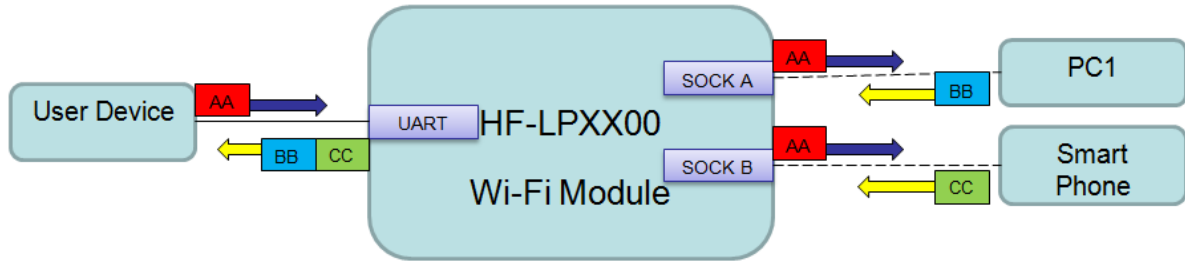 User Device
AA
BB
CC
UART
HF-LPXX00
Wi-Fi Module
SOCK A
AA
BB
PC1
SOCK B
AA
CC
Smart
Phone